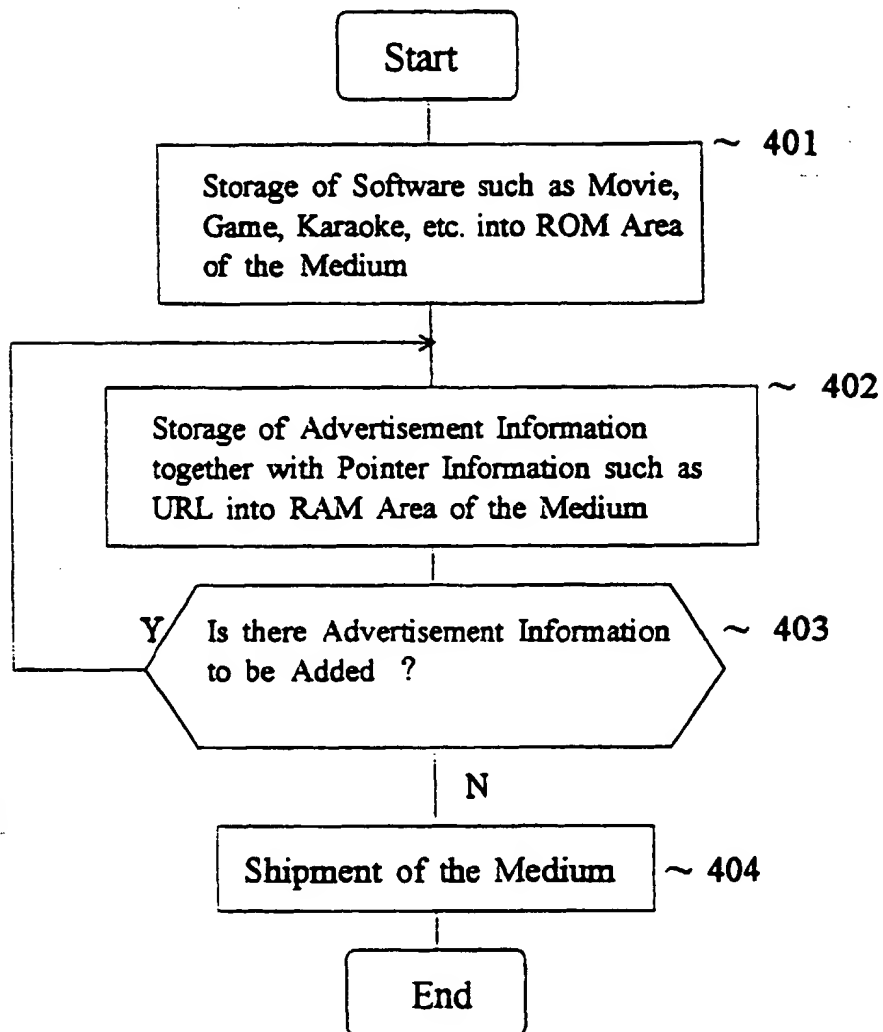 Start
~ 401
Storage of Software such as Movie,
Game, Karaoke, etc. into ROM Area
of the Medium
~ 402
Storage of Advertisement Information
together with Pointer Information such as
URL into RAM Area of the Medium
Y
Is there Advertisement Information
to be Added ?
~ 403
N
Shipment of the Medium
~ 404
End